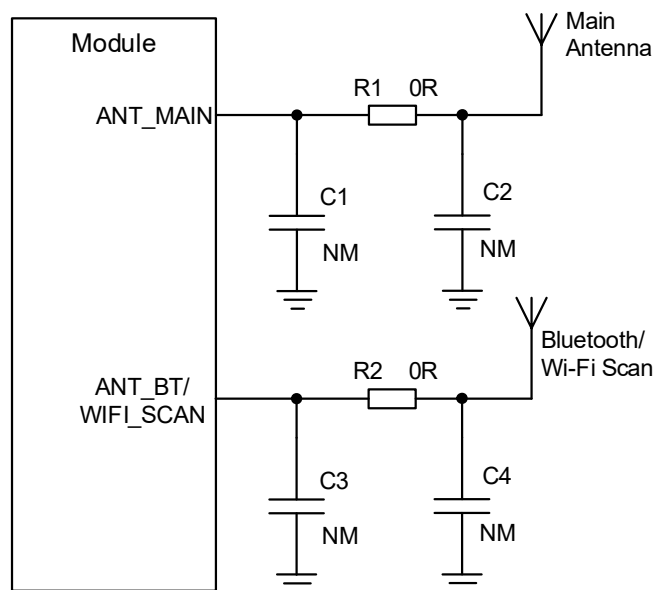 Module
Main
Antenna
R1 0R
ANT_MAIN
C1
C2
NM
NM
Bluetooth/
Wi-Fi Scan
R2 0R
ANT_BT/
WIFI_SCAN
C3
C4
NM
NM